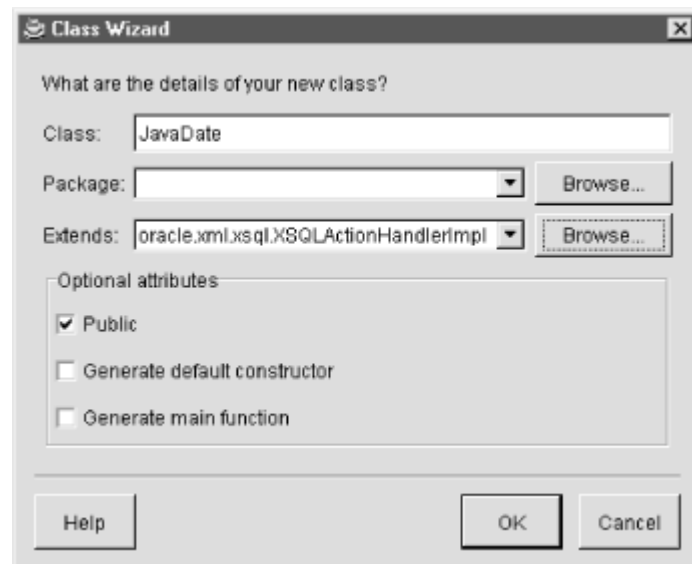 Class Wizard
What are the details of your new class?
Class: JavaDate
Package: Browse...
Extends: oracle.xml.xsql.XSQLActionHandlerImpl Browse...
Optional attributes
Public
Generate default constructor
Generate main function
Help OK Cancel